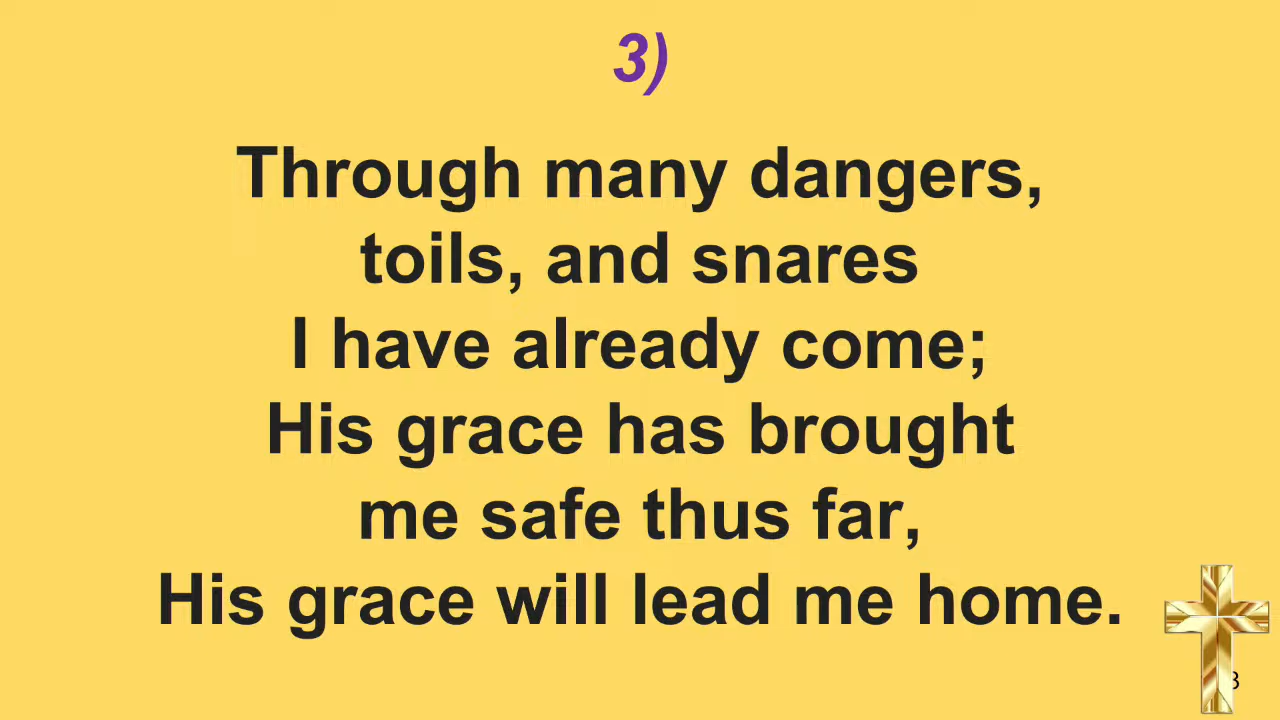 3)
Through many dangers,
toils, and snares
I have already come;
His grace has brought
me safe thus far,
His grace will lead me home.